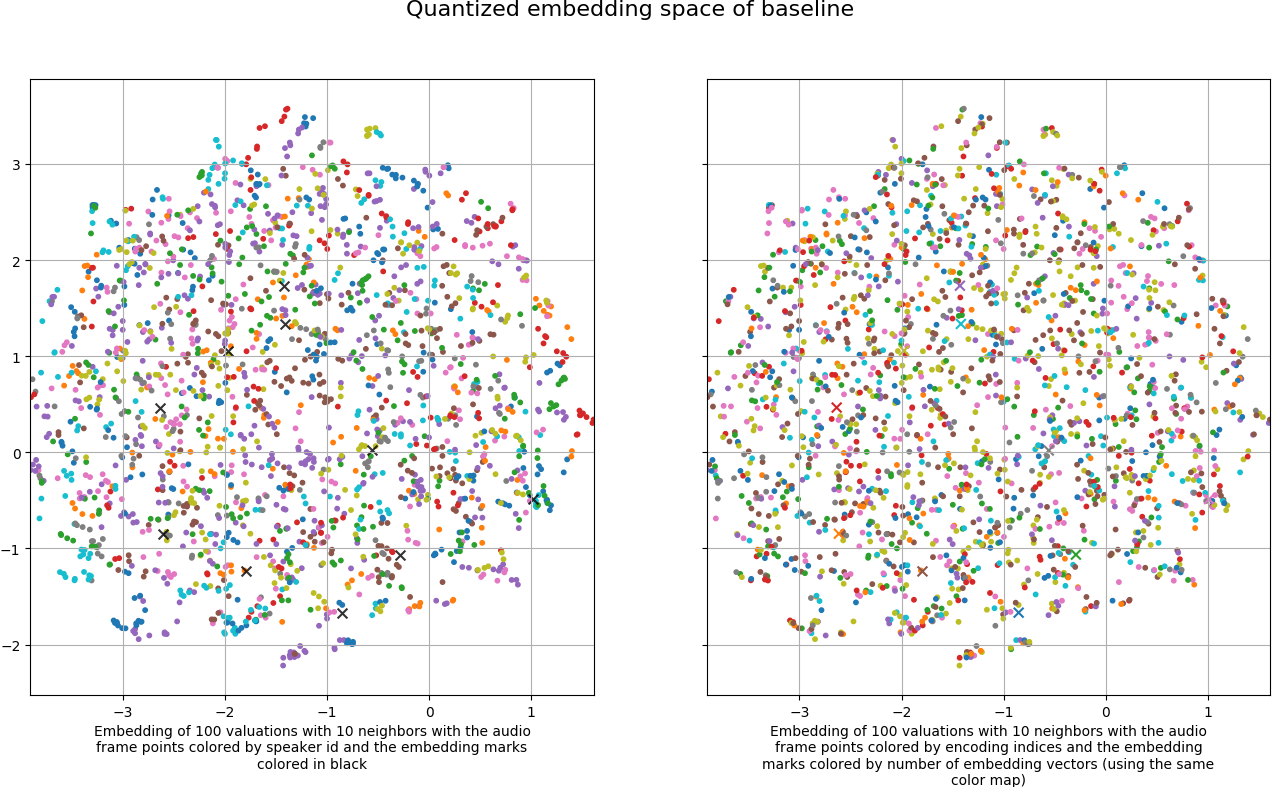 Quantized embedding space of baseline
3
2
1
0
−1
−2
−3
−2
−1
0
1
−3
−2
−1
0
1
Embedding of 100 valuations with 10 neighbors with the audio
frame points colored by speaker id and the embedding marks
colored in black
Embedding of 100 valuations with 10 neighbors with the audio
frame points colored by encoding indices and the embedding
marks colored by number of embedding vectors (using the same
color map)